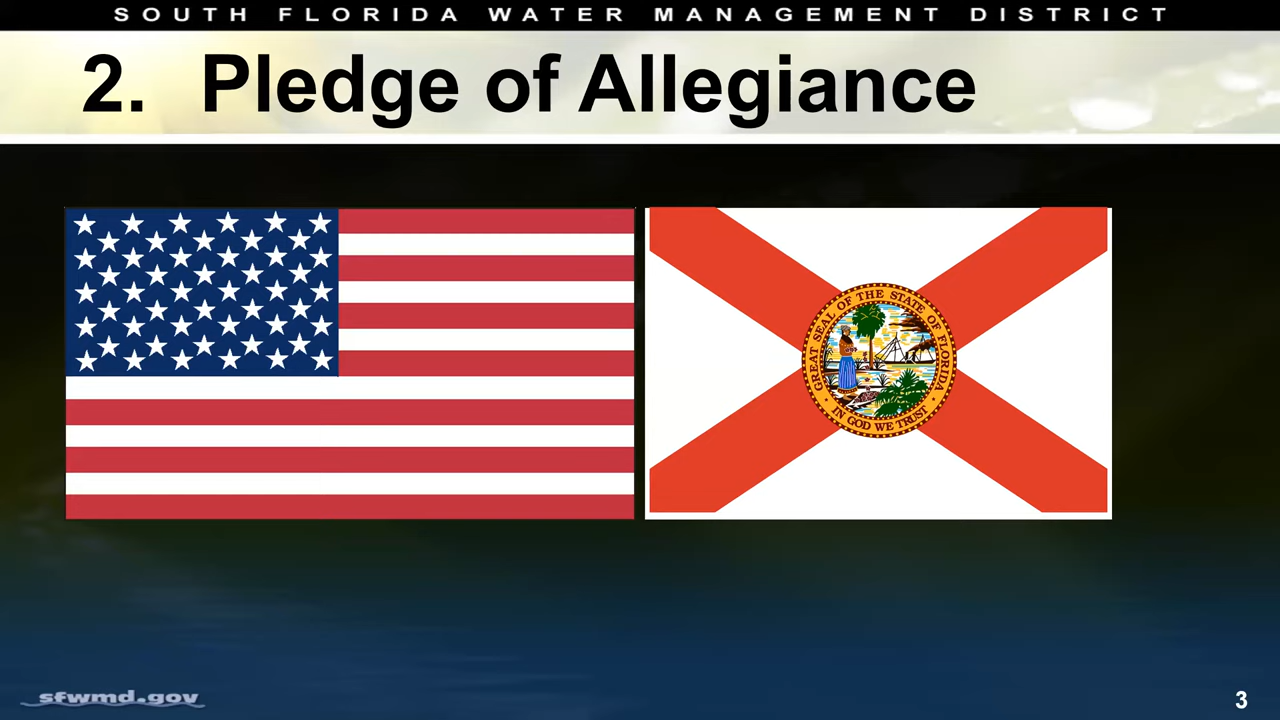 SOUTH FLORIDA WATER MANAGEMENT DISTRICT
2. Pledge of Allegiance
GREAT SEAL OF THE STATE OF FLORIDA
IN GOD WE TRUST
sfwmd.gov
3